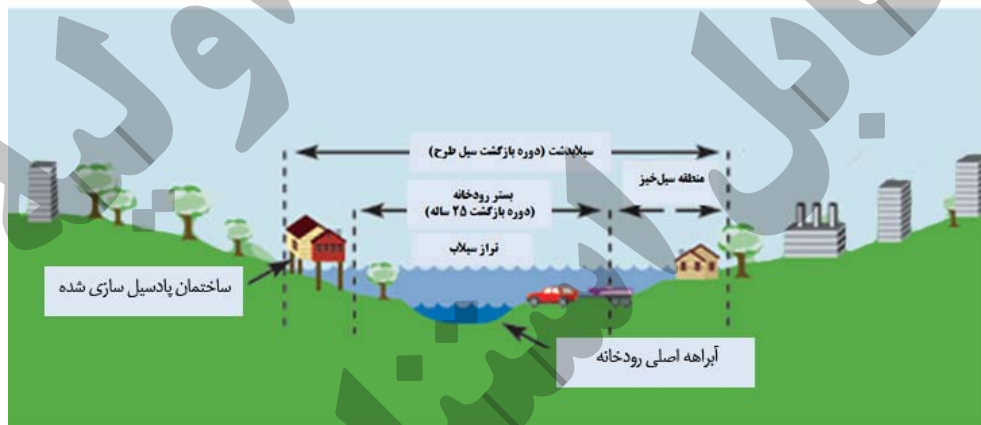 سیلابدشت (دوره بازگشت سیل طرح)
منطقه سیل‌خیز
بستر رودخانه
(دوره بازگشت ۲۵ ساله)
تراز سیلاب
ساختمان پادسیل سازی شده
آبراهه اصلی رودخانه